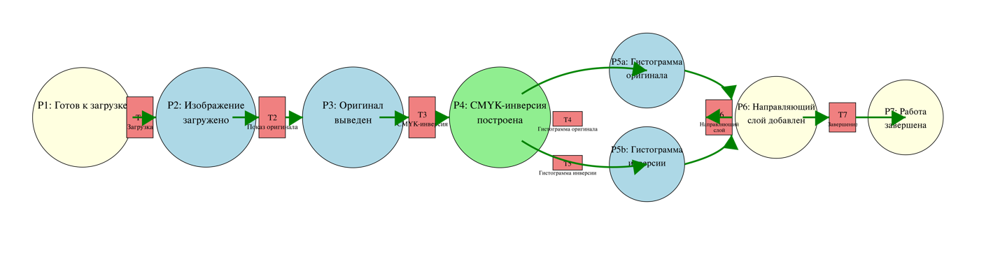 P1: Готов к загрузке
Загрузка
P2: Изображение
загружено
T2
Показ оригинала
P3: Оригинал
выведен
T3
CMYK-инверсия
P4: CMYK-инверсия
построена
T4
Гистограмма оригинала
T5
Гистограмма инверсии
P5a: Гистограмма
оригинала
P5b: Гистограмма
инверсии
Направляющий
слой
P6: Направляющий
слой добавлен
T7
Завершение
P7: Работа
завершена